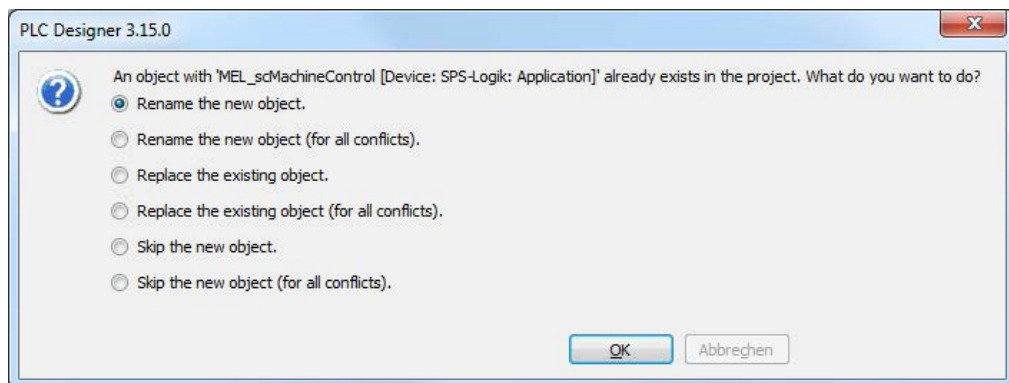 PLC Designer 3.15.0
An object with 'MEL_scMachineControl [Device: SPS-Logik: Application]' already exists in the project. What do you want to do?
Rename the new object.
Rename the new object (for all conflicts).
Replace the existing object.
Replace the existing object (for all conflicts).
Skip the new object.
Skip the new object (for all conflicts).
OK Abbrechen